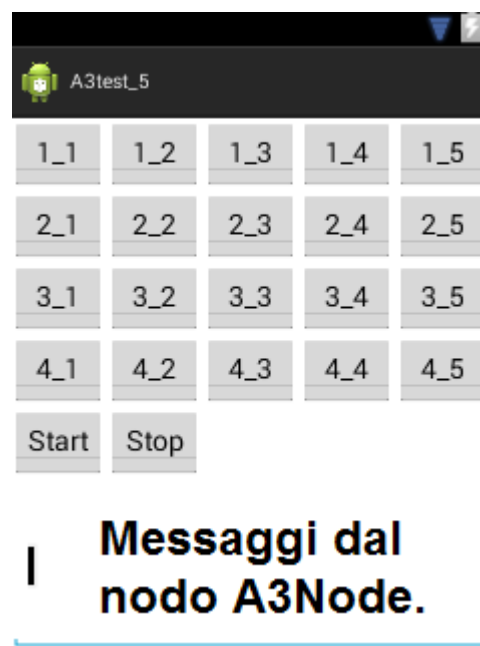 A3test_5
1_1 1_2 1_3 1_4 1_5
2_1 2_2 2_3 2_4 2_5
3_1 3_2 3_3 3_4 3_5
4_1 4_2 4_3 4_4 4_5
Start Stop
Messaggi dal
nodo A3Node.